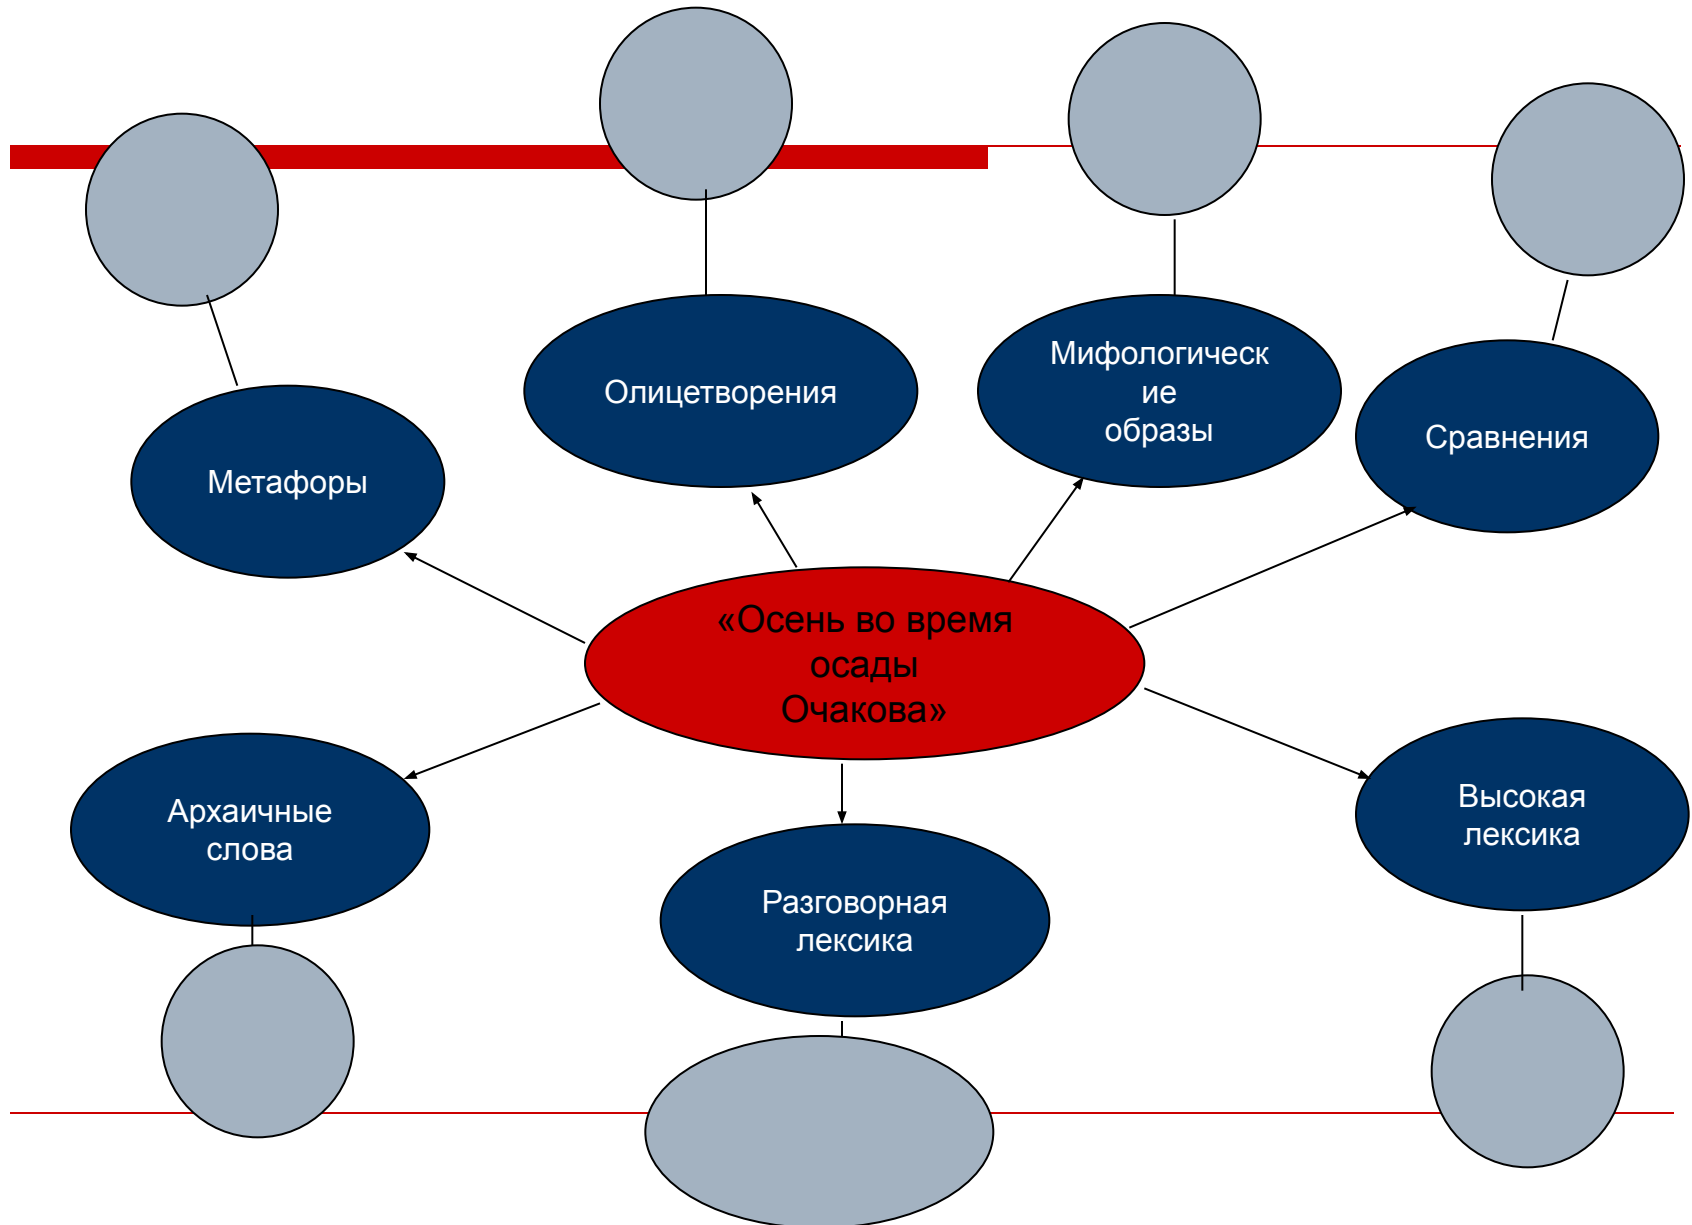 Олицетворения
Мифологическ
ие
образы
Сравнения
Метафоры
«Осень во время
осады
Очакова»
Архаичные
слова
Разговорная
лексика
Высокая
лексика